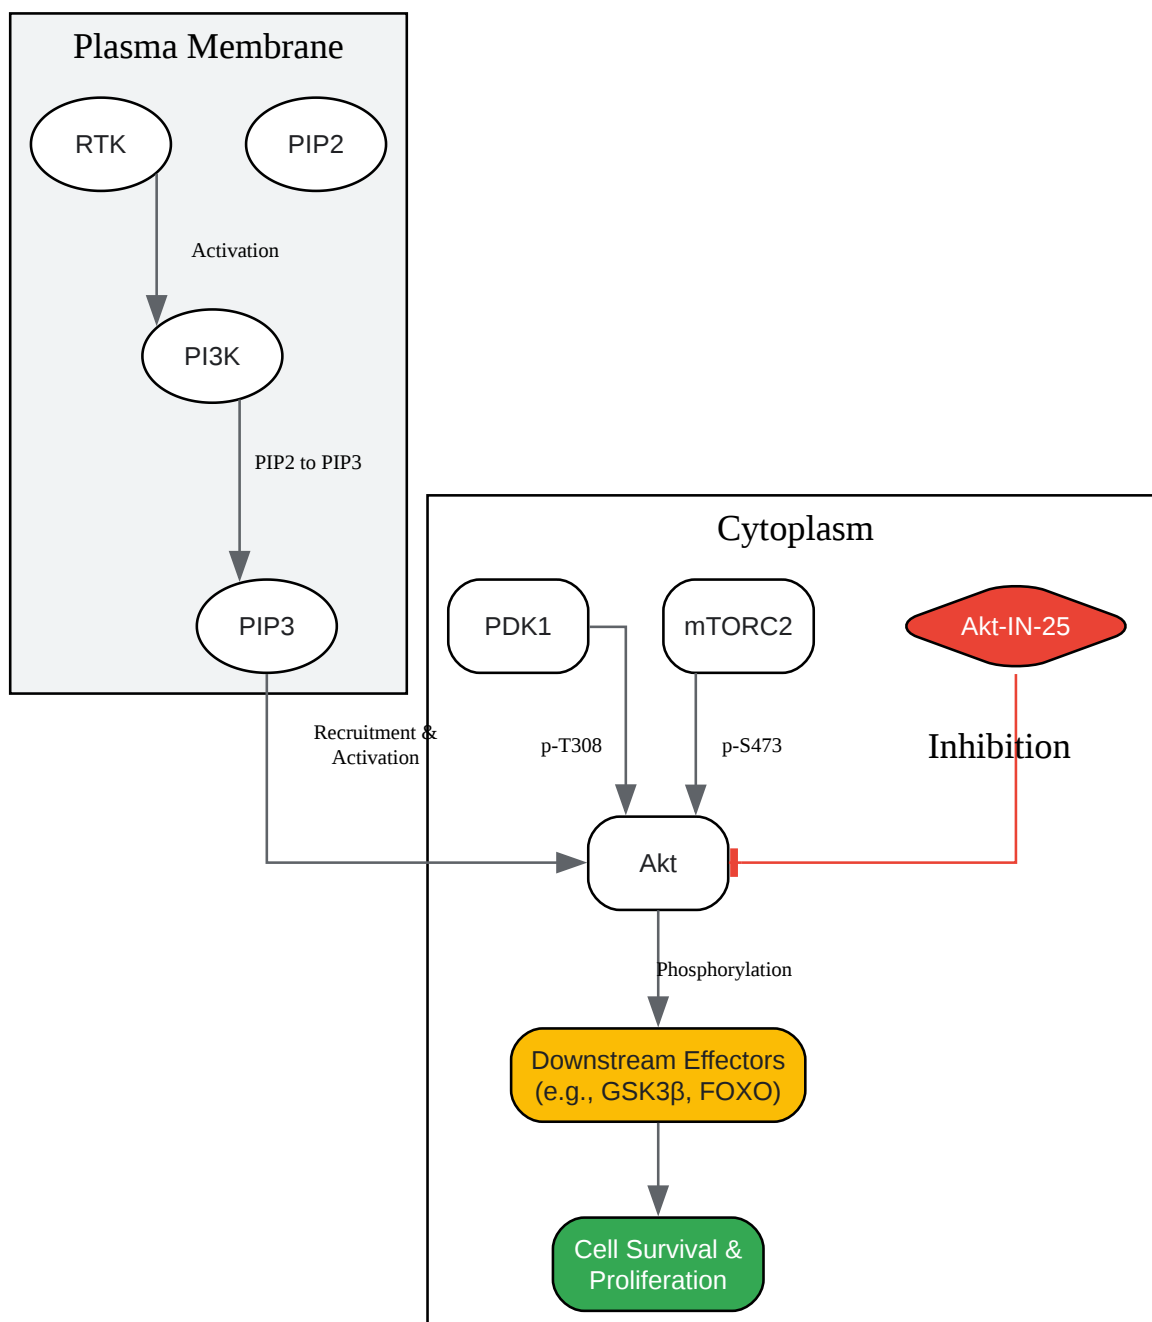 Plasma Membrane
RTK
PIP2
Activation
PI3K
PIP2 to PIP3
PIP3
Cytoplasm
PDK1
mTORC2
Akt-IN-25
Recruitment &
Activation
p-T308
p-S473
Inhibition
Akt
Phosphorylation
Downstream Effectors
(e.g., GSK3β, FOXO)
Cell Survival &
Proliferation